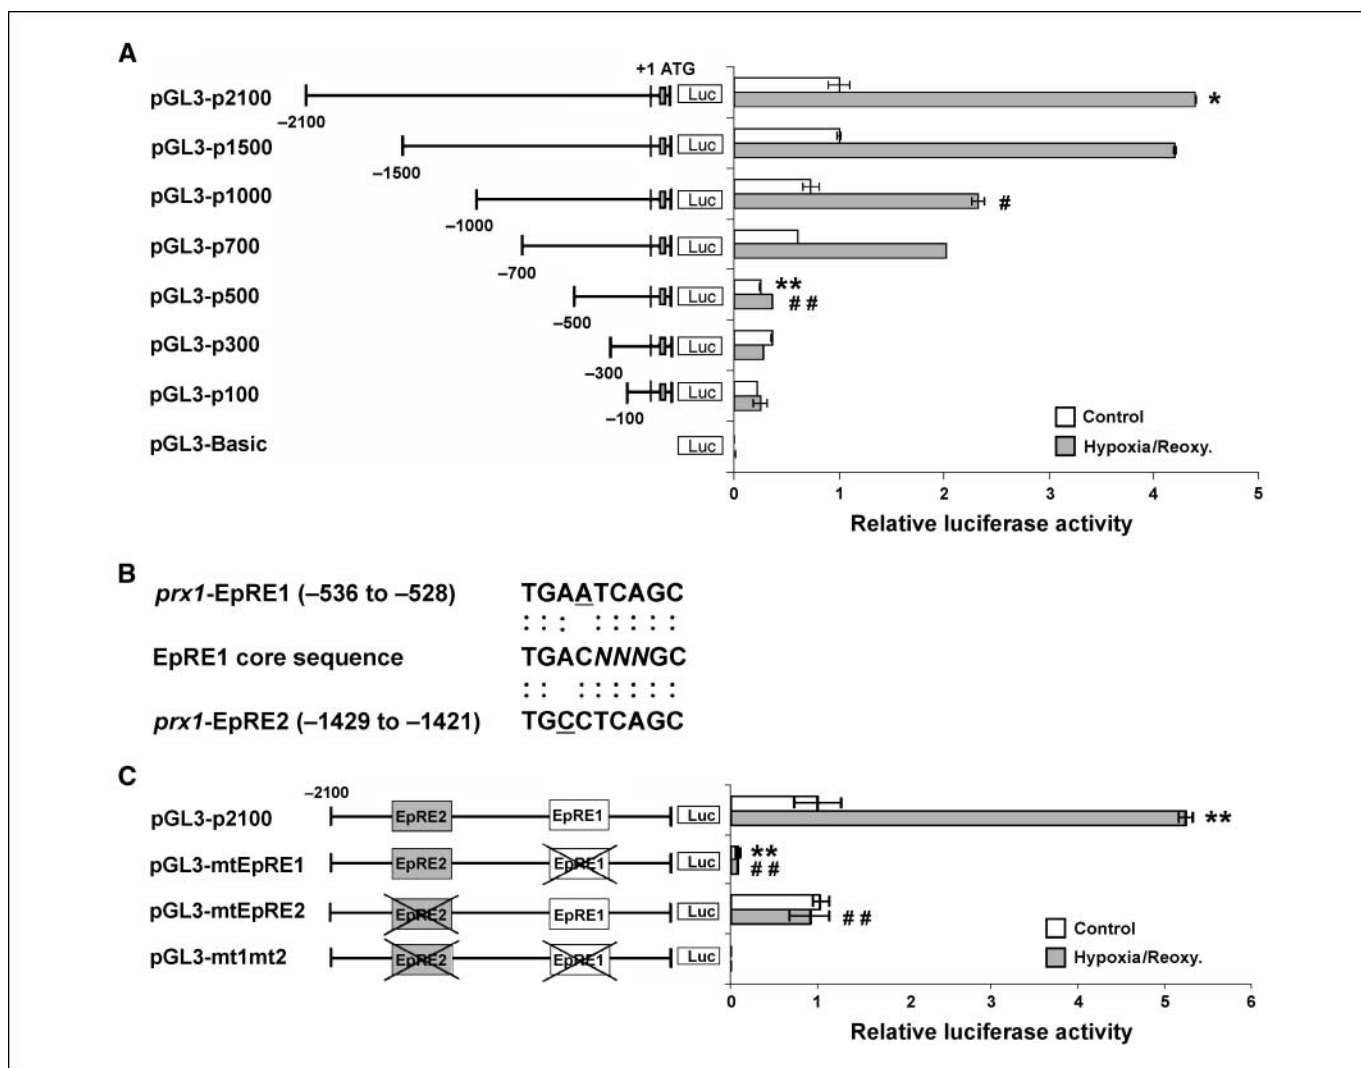 A
+1 ATG
pGL3-p2100
Luc
*
–2100
pGL3-p1500
Luc
–1500
pGL3-p1000
Luc
#
–1000
pGL3-p700
Luc
–700
pGL3-p500
Luc
**
##
–500
pGL3-p300
Luc
–300
pGL3-p100
Luc
–100
Control
pGL3-Basic
Luc
Hypoxia/Reoxy.
0 1 2 3 4 5
Relative luciferase activity
B
prx1-EpRE1 (–536 to –528) TGAATCAGC
: : : : : : : :
EpRE1 core sequence TGACNNNGC
: : : : : : : :
prx1-EpRE2 (–1429 to –1421) TGCCTCAGC
C
–2100
pGL3-p2100 EpRE2 EpRE1 Luc **
pGL3-mtEpRE1 EpRE2 EpRE1 Luc **
##
pGL3-mtEpRE2 EpRE2 EpRE1 Luc ##
Control
pGL3-mt1mt2 EpRE2 EpRE1 Luc
Hypoxia/Reoxy.
0 1 2 3 4 5 6
Relative luciferase activity